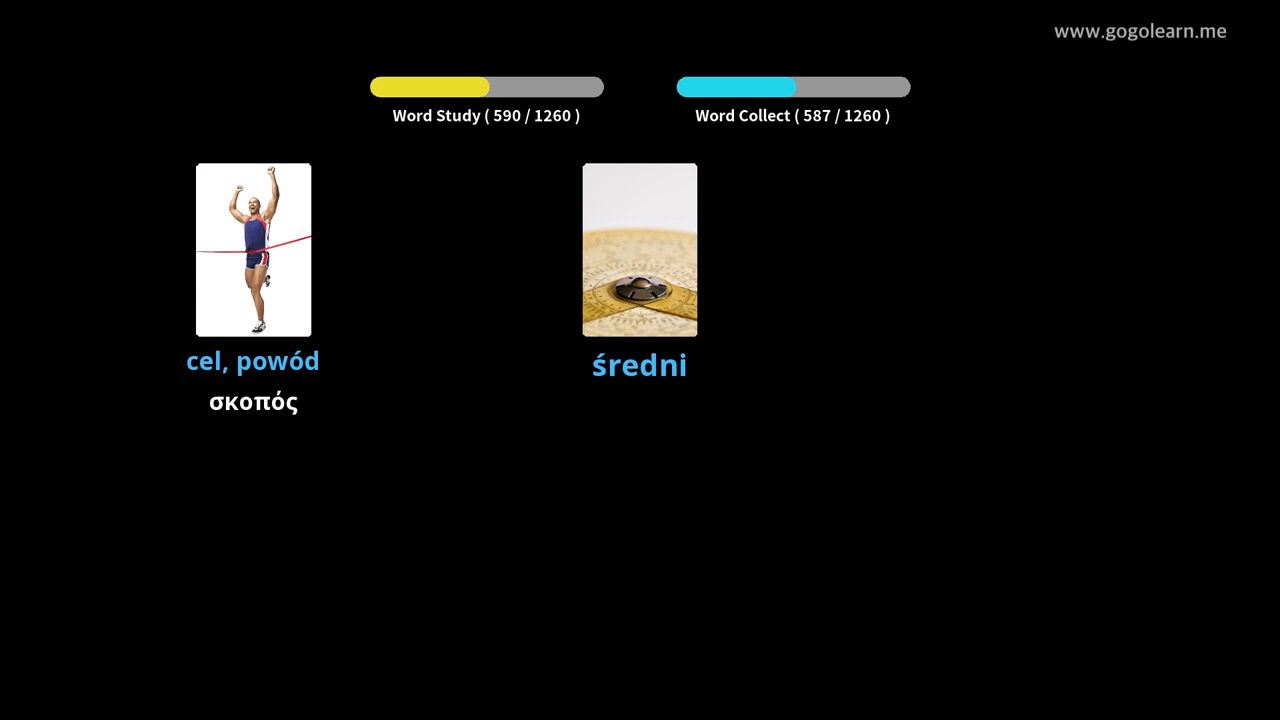 www.gogolearn.me
Word Study ( 590 / 1260 )
Word Collect ( 587 / 1260 )
cel, powód
σκοπός
średni